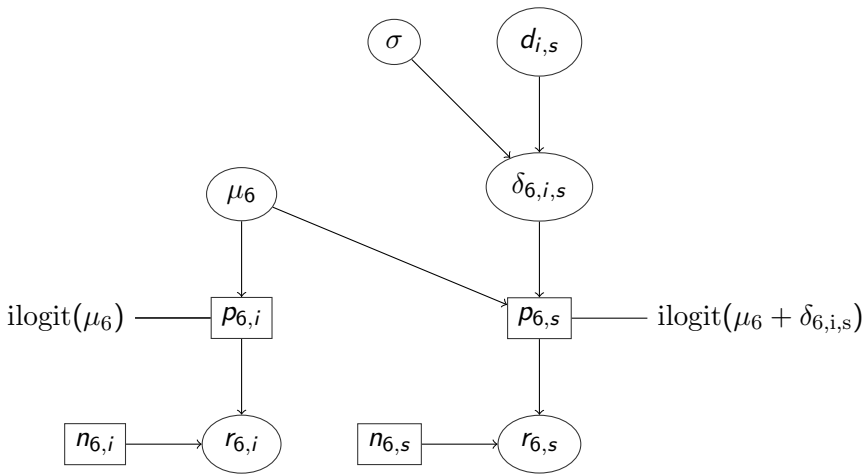 σ d_{i,s}
δ_{6,i,s}
μ_6
ilogit(μ_6) p_{6,i} p_{6,s} ilogit(μ_6 + δ_{6,i,s})
n_{6,i} r_{6,i} n_{6,s} r_{6,s}